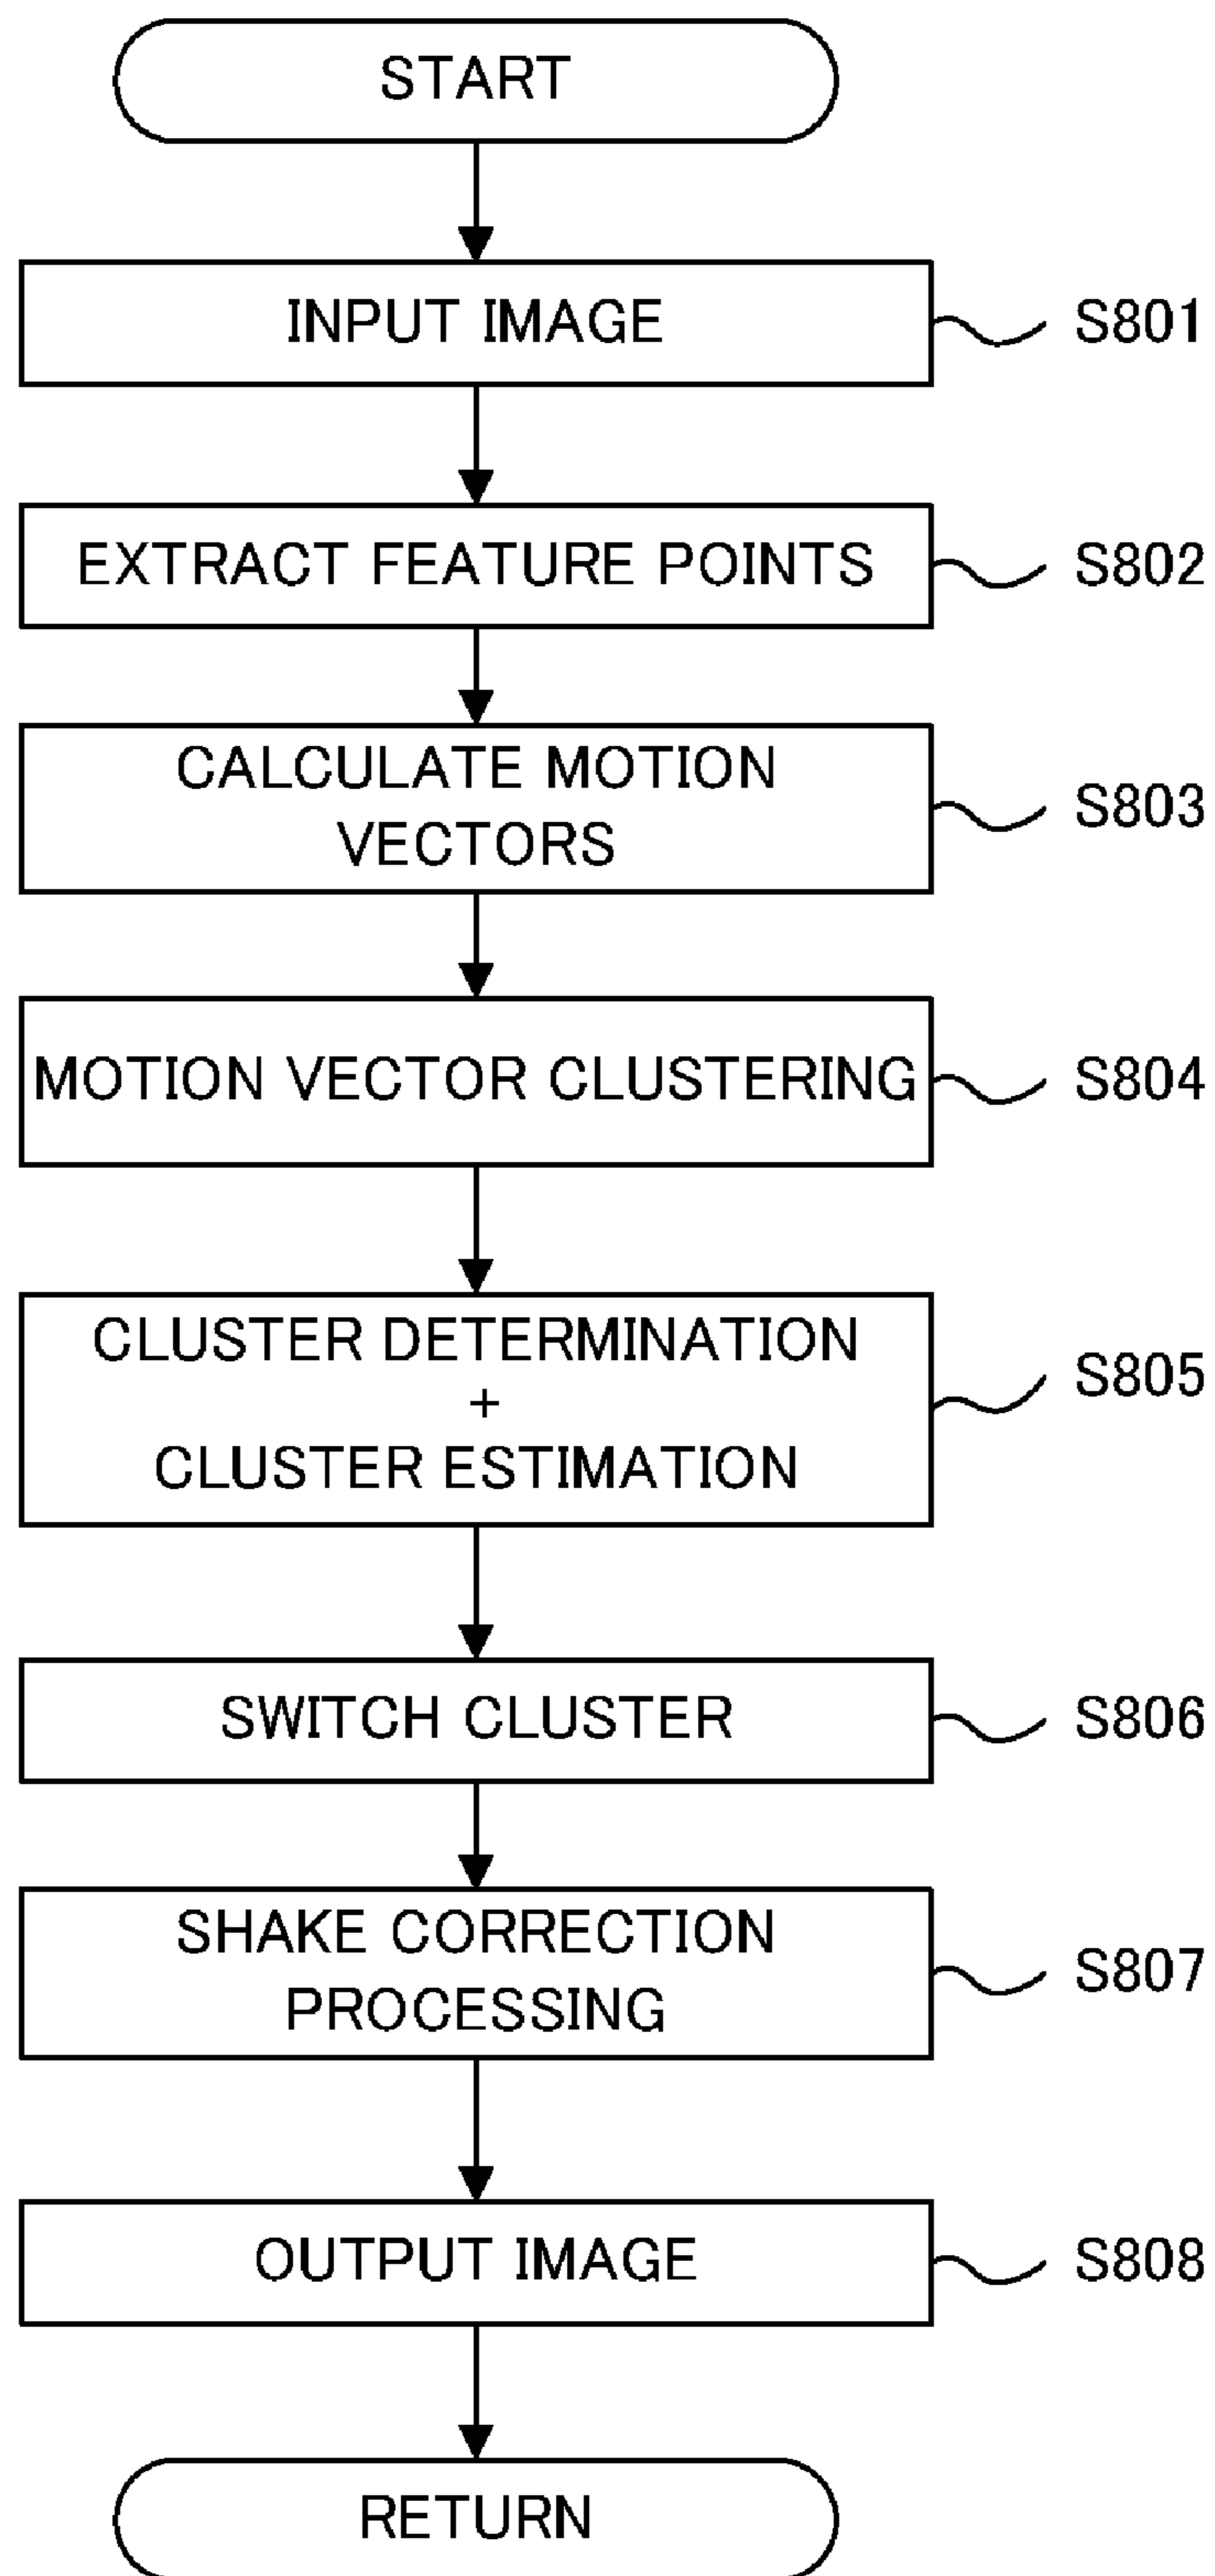 START
INPUT IMAGE
S801
EXTRACT FEATURE POINTS
S802
CALCULATE MOTION
VECTORS
S803
MOTION VECTOR CLUSTERING
S804
CLUSTER DETERMINATION
+
CLUSTER ESTIMATION
S805
SWITCH CLUSTER
S806
SHAKE CORRECTION
PROCESSING
S807
OUTPUT IMAGE
S808
RETURN